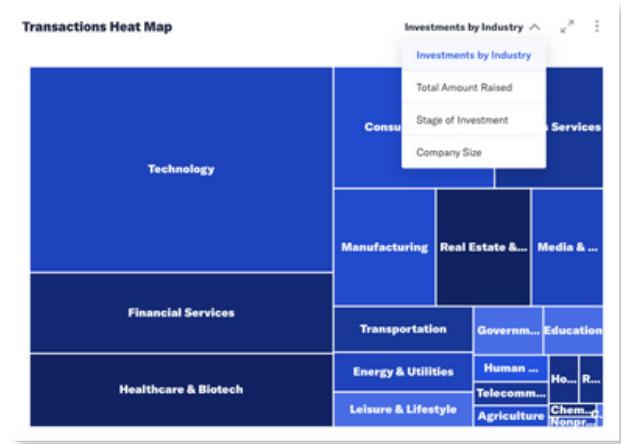 Transactions Heat Map
Investments by Industry
Investments by Industry
Total Amount Raised
Stage of Investment
Company Size
Technology
Consu
Services
Manufacturing
Real Estate &...
Media & ...
Financial Services
Transportation
Governm...
Education
Healthcare & Biotech
Energy & Utilities
Human ...
Ho...
R...
Telecomm...
Leisure & Lifestyle
Agriculture
Chem...
C.
Nonpr...